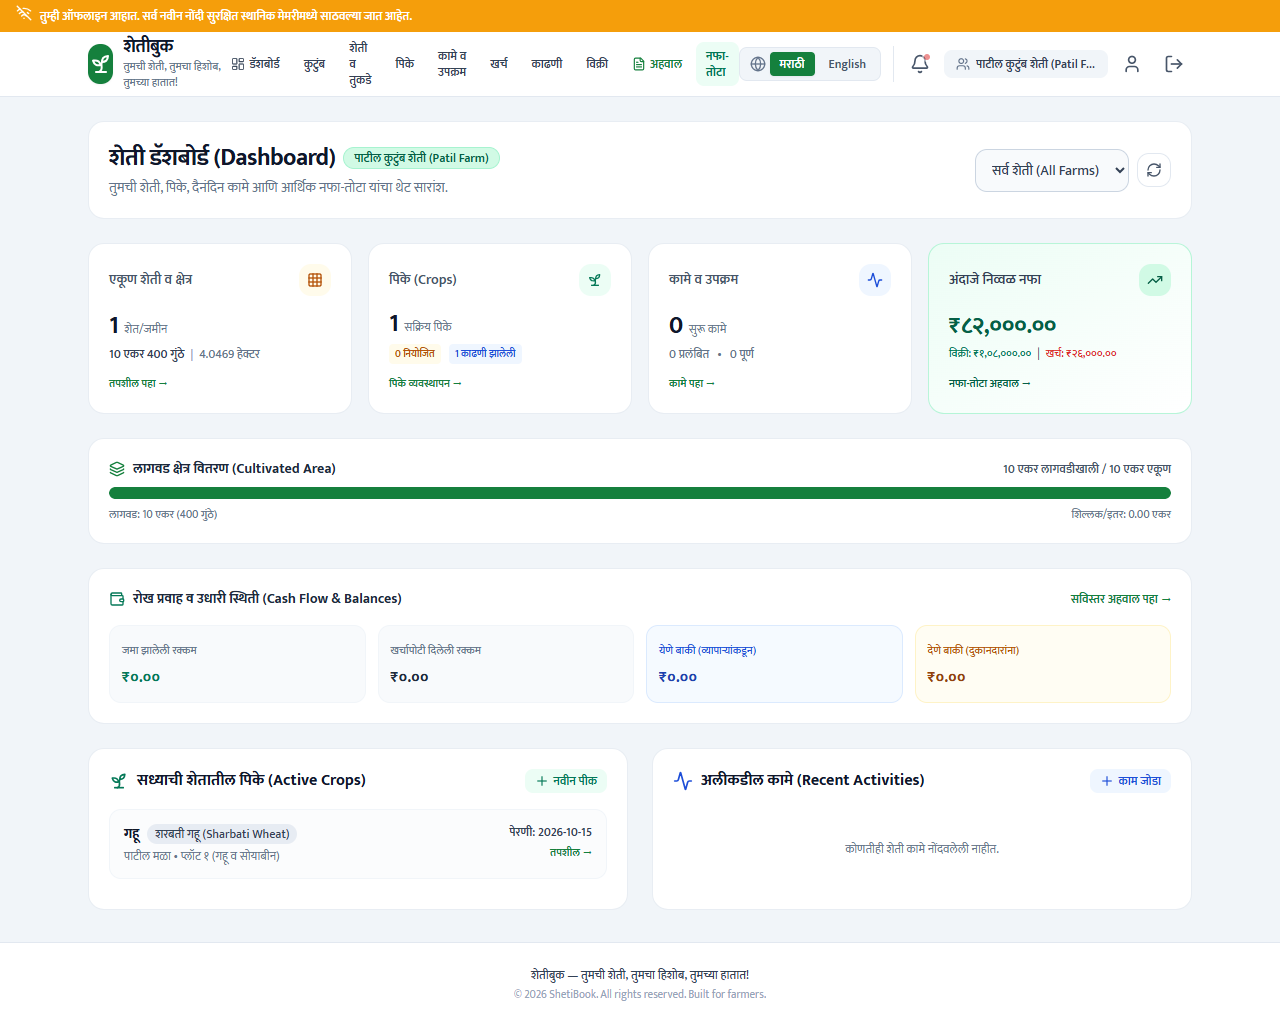 तुम्ही ऑफलाइन आहात. सर्व नवीन नोंदी सुरक्षित स्थानिक मेमरीमध्ये साठवल्या जात आहेत.
शेतीबुक
तुमची शेती, तुमचा हिशोब,
तुमच्या हातात!
डॅशबोर्ड
कुटुंब
शेती
व
तुकडे
पिके
कामे व
उपक्रम
खर्च
काढणी
विक्री
अहवाल
नफा-
तोटा
मराठी
English
पाटील कुटुंब शेती (Patil F...
शेती डॅशबोर्ड (Dashboard)
पाटील कुटुंब शेती (Patil Farm)
तुमची शेती, पिके, दैनंदिन कामे आणि आर्थिक नफा-तोटा यांचा थेट सारांश.
सर्व शेती (All Farms)
एकूण शेती व क्षेत्र
1 शेत/जमीन
10 एकर 400 गुंठे | 4.0469 हेक्टर
तपशील पहा →
पिके (Crops)
1 सक्रिय पिके
0 नियोजित
1 काढणी झालेली
पिके व्यवस्थापन →
कामे व उपक्रम
0 सुरू कामे
0 प्रलंबित • 0 पूर्ण
कामे पहा →
अंदाजे निव्वळ नफा
₹८२,०००.००
विक्री: ₹१,०८,०००.०० | खर्च: ₹२६,०००.००
नफा-तोटा अहवाल →
लागवड क्षेत्र वितरण (Cultivated Area)
10 एकर लागवडीखाली / 10 एकर एकूण
लागवड: 10 एकर (400 गुंठे)
शिल्लक/इतर: 0.00 एकर
रोख प्रवाह व उधारी स्थिती (Cash Flow & Balances)
सविस्तर अहवाल पहा →
जमा झालेली रक्कम
₹०.००
खर्चापोटी दिलेली रक्कम
₹०.००
येणे बाकी (व्यापाऱ्यांकडून)
₹०.००
देणे बाकी (दुकानदारांना)
₹०.००
सध्याची शेतातील पिके (Active Crops)
+ नवीन पीक
गहू
शरबती गहू (Sharbati Wheat)
पाटील मळा • प्लॉट १ (गहू व सोयाबीन)
पेरणी: 2026-10-15
तपशील →
अलीकडील कामे (Recent Activities)
+ काम जोडा
कोणतीही शेती कामे नोंदवलेली नाहीत.
शेतीबुक — तुमची शेती, तुमचा हिशोब, तुमच्या हातात!
© 2026 ShetiBook. All rights reserved. Built for farmers.